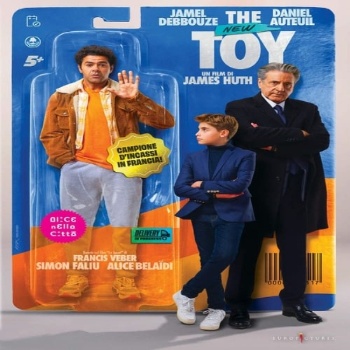 JAMEL DEBBOUZE
THE
DANIEL AUTEUIL
NEW
TOY
UN FILM DI
JAMES HUTH
5+
CAMPIONE
D'INCASSI
IN FRANCIA!
ALICE
nELLA
CITTÀ
DELIVERY
FRANCIS VEBER
SIMON FALIU ALICE BELAÏDI